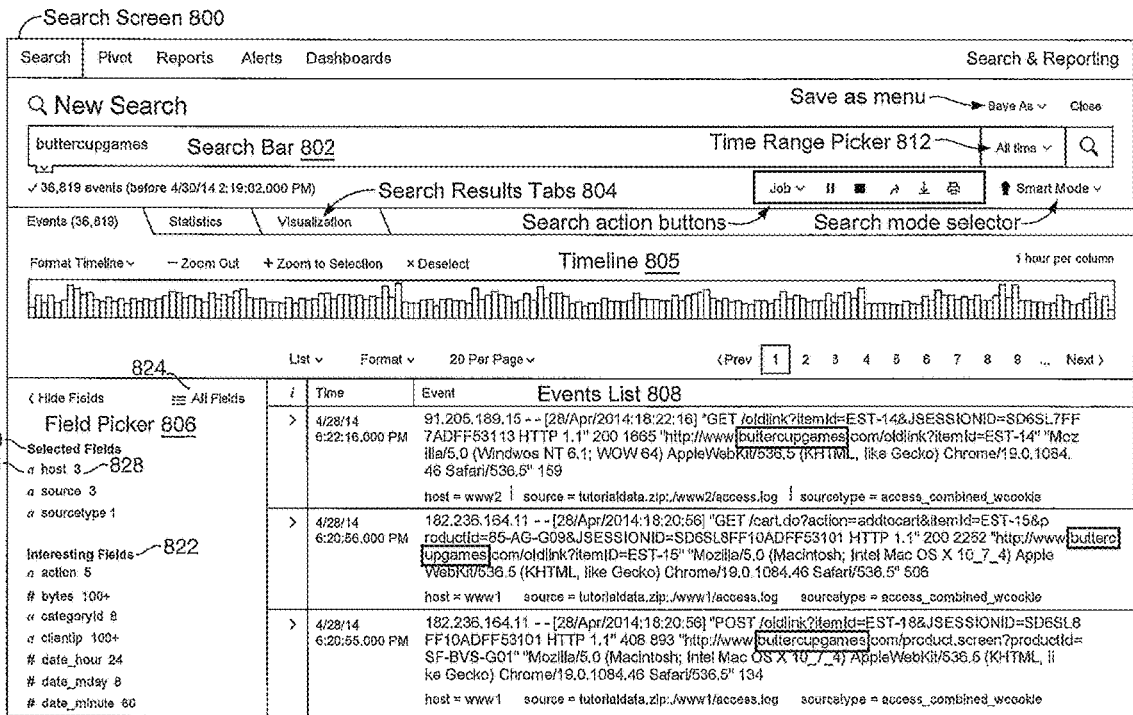 Search Screen 800
Search Pivot Reports Alerts Dashboards Search & Reporting
New Search
Save as menu
Save As Close
buttercupgames Search Bar 802 Time Range Picker 812 All time
36,819 events (before 4/30/14 2:19:02.000 PM) Search Results Tabs 804 Job Smart Mode
Events (36,819) Statistics Visualization Search action buttons Search mode selector
Format Timeline — Zoom Out + Zoom to Selection × Deselect Timeline 805 1 hour per column
List Format 20 Per Page < Prev 1 2 3 4 5 6 7 8 9 ... Next >
824
< Hide Fields All Fields
Field Picker 806
Selected Fields
a host 3 828
a source 3
a sourcetype 1
Interesting Fields 822
a action 5
# bytes 100+
a categoryId 8
a clientip 100+
# date_hour 24
# date_mday 8
# date_minute 60
i Time Event Events List 808
> 4/28/14
6:22:16.000 PM
91.205.189.15 - - [28/Apr/2014:18:22:16] "GET /oldlink?itemId=EST-14&JSESSIONID=SD6SL7FF
7ADFF53113 HTTP 1.1" 200 1665 "http://www.buttercupgames.com/oldlink?itemId=EST-14" "Moz
illa/5.0 (Windwos NT 6.1; WOW 64) AppleWebKit/536.5 (KHTML, like Gecko) Chrome/19.0.1084.
46 Safari/536.5" 159
host = www2 source = tutorialdata.zip:./www2/access.log sourcetype = access_combined_wcookie
> 4/28/14
6:20:56.000 PM
182.236.164.11 - - [28/Apr/2014:18:20:56] "GET /cart.do?action=addtocart&itemId=EST-15&p
roductId=85-AG-G09&JSESSIONID=SD6SL8FF10ADFF53101 HTTP 1.1" 200 2252 "http://www.butterc
upgames.com/oldlink?itemID=EST-15" "Mozilla/5.0 (Macintosh; Intel Mac OS X 10_7_4) Apple
WebKit/536.5 (KHTML, like Gecko) Chrome/19.0.1084.46 Safari/536.5" 506
host = www1 source = tutorialdata.zip:./www1/access.log sourcetype = access_combined_wcookie
> 4/28/14
6:20:55.000 PM
182.236.164.11 - - [28/Apr/2014:18:20:56] "POST /oldlink?itemId=EST-18&JSESSIONID=SD6SL8
FF10ADFF53101 HTTP 1.1" 408 893 "http://www.buttercupgames.com/product.screen?productId=
SF-BVS-G01" "Mozilla/5.0 (Macintosh; Intel Mac OS X 10_7_4) AppleWebKit/536.5 (KHTML, li
ke Gecko) Chrome/19.0.1084.46 Safari/536.5" 134
host = www1 source = tutorialdata.zip:./www1/access.log sourcetype = access_combined_wcookie